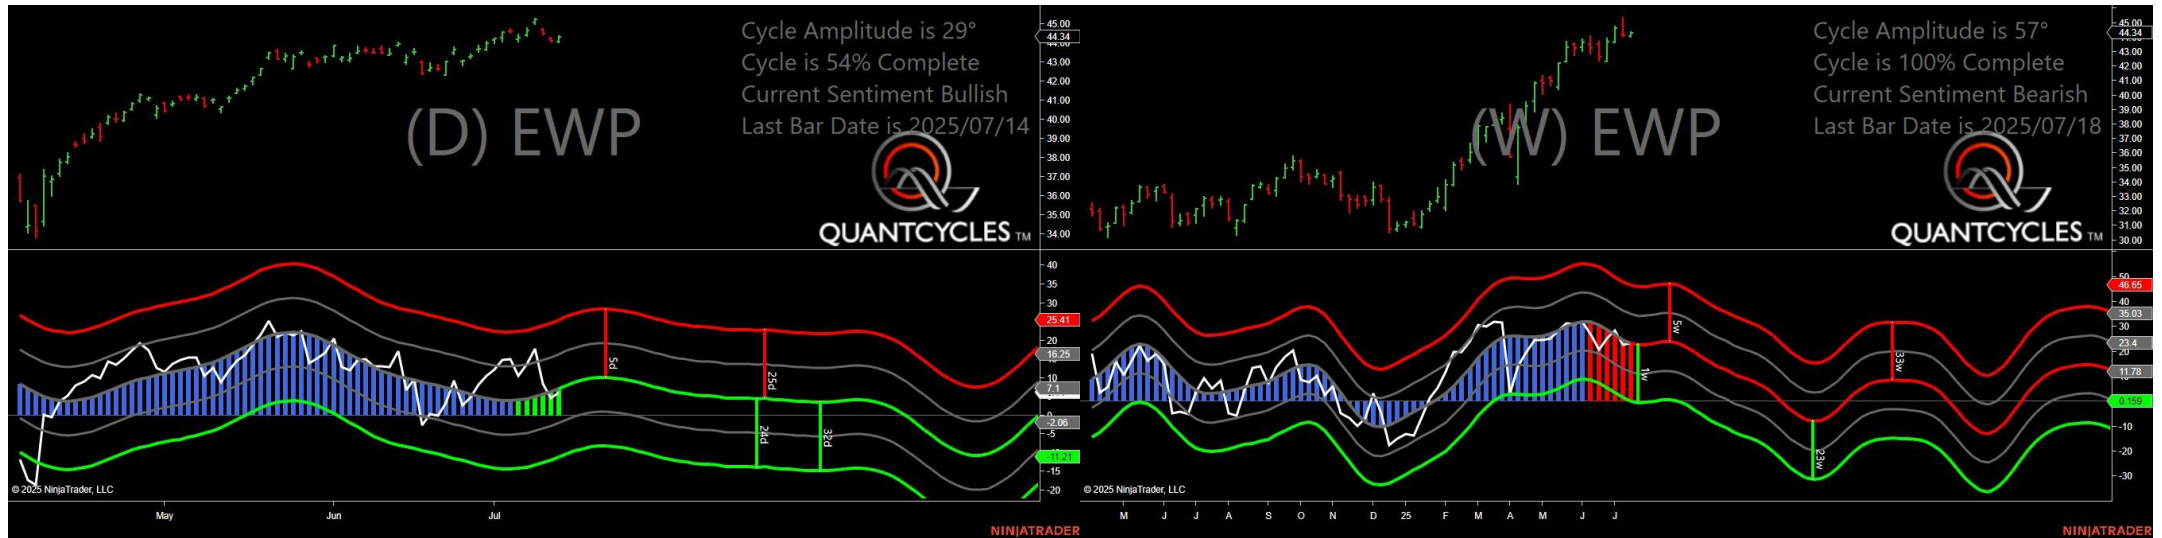 Cycle Amplitude is 29°
Cycle is 54% Complete
Current Sentiment Bullish
Last Bar Date is 2025/07/14
(D) EWP
QUANTCYCLES TM
45.00
44.34
44.00
43.00
42.00
41.00
40.00
39.00
38.00
37.00
36.00
35.00
34.00
40
35
30
25.41
20
16.25
10
7.1
0
-2.06
-5
-11.21
-15
-20
5d
25d
24d
32d
© 2025 NinjaTrader, LLC
May Jun Jul
NINJATRADER
Cycle Amplitude is 57°
Cycle is 100% Complete
Current Sentiment Bearish
Last Bar Date is 2025/07/18
(W) EWP
QUANTCYCLES TM
45.00
44.34
43.00
42.00
41.00
40.00
39.00
38.00
37.00
36.00
35.00
34.00
33.00
32.00
31.00
30.00
50
46.65
40
35.03
30
23.4
20
11.78
0.159
-10
-20
-30
5w
1w
33w
23w
© 2025 NinjaTrader, LLC
M J J A S O N D 25 F M A M J J
NINJATRADER